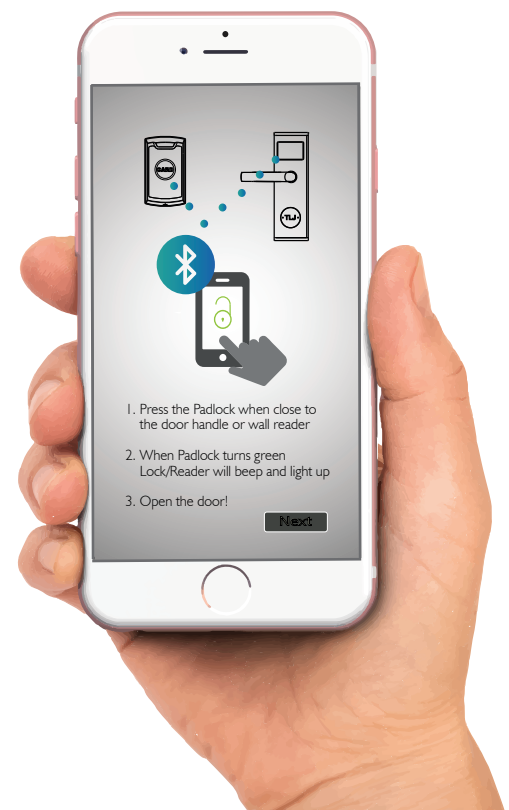 TLJ
1. Press the Padlock when close to
the door handle or wall reader
2. When Padlock turns green
Lock/Reader will beep and light up
3. Open the door!
Next